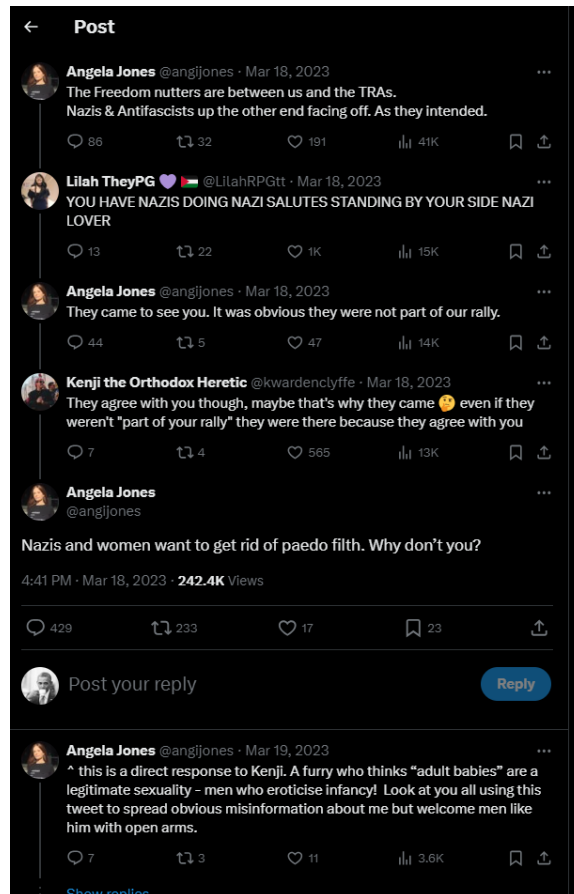 ← Post
Angela Jones @angijones · Mar 18, 2023 ...
The Freedom nutters are between us and the TRAs.
Nazis & Antifascists up the other end facing off. As they intended.
86 32 191 41K
Lilah TheyPG 💜 🇵🇸 @LilahRPGtt · Mar 18, 2023 ...
YOU HAVE NAZIS DOING NAZI SALUTES STANDING BY YOUR SIDE NAZI
LOVER
13 22 1K 15K
Angela Jones @angijones · Mar 18, 2023 ...
They came to see you. It was obvious they were not part of our rally.
44 5 47 14K
Kenji the Orthodox Heretic @kwardenclyffe · Mar 18, 2023 ...
They agree with you though, maybe that's why they came 🤔 even if they
weren't "part of your rally" they were there because they agree with you
7 4 565 13K
Angela Jones ...
@angijones
Nazis and women want to get rid of paedo filth. Why don't you?
4:41 PM · Mar 18, 2023 · 242.4K Views
429 233 17 23
Post your reply Reply
Angela Jones @angijones · Mar 19, 2023 ...
^ this is a direct response to Kenji. A furry who thinks “adult babies” are a
legitimate sexuality - men who eroticise infancy! Look at you all using this
tweet to spread obvious misinformation about me but welcome men like
him with open arms.
7 3 11 3.6K
Show replies